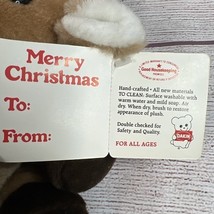 Merry
Christmas
To:
From:
Good Housekeeping
Hand-crafted • All new materials
TO CLEAN: Surface washable with
warm water and mild soap. Air
dry. When dry, brush to restore
appearance of plush.
Double checked for
Safety and Quality.
DAKIN
FOR ALL AGES